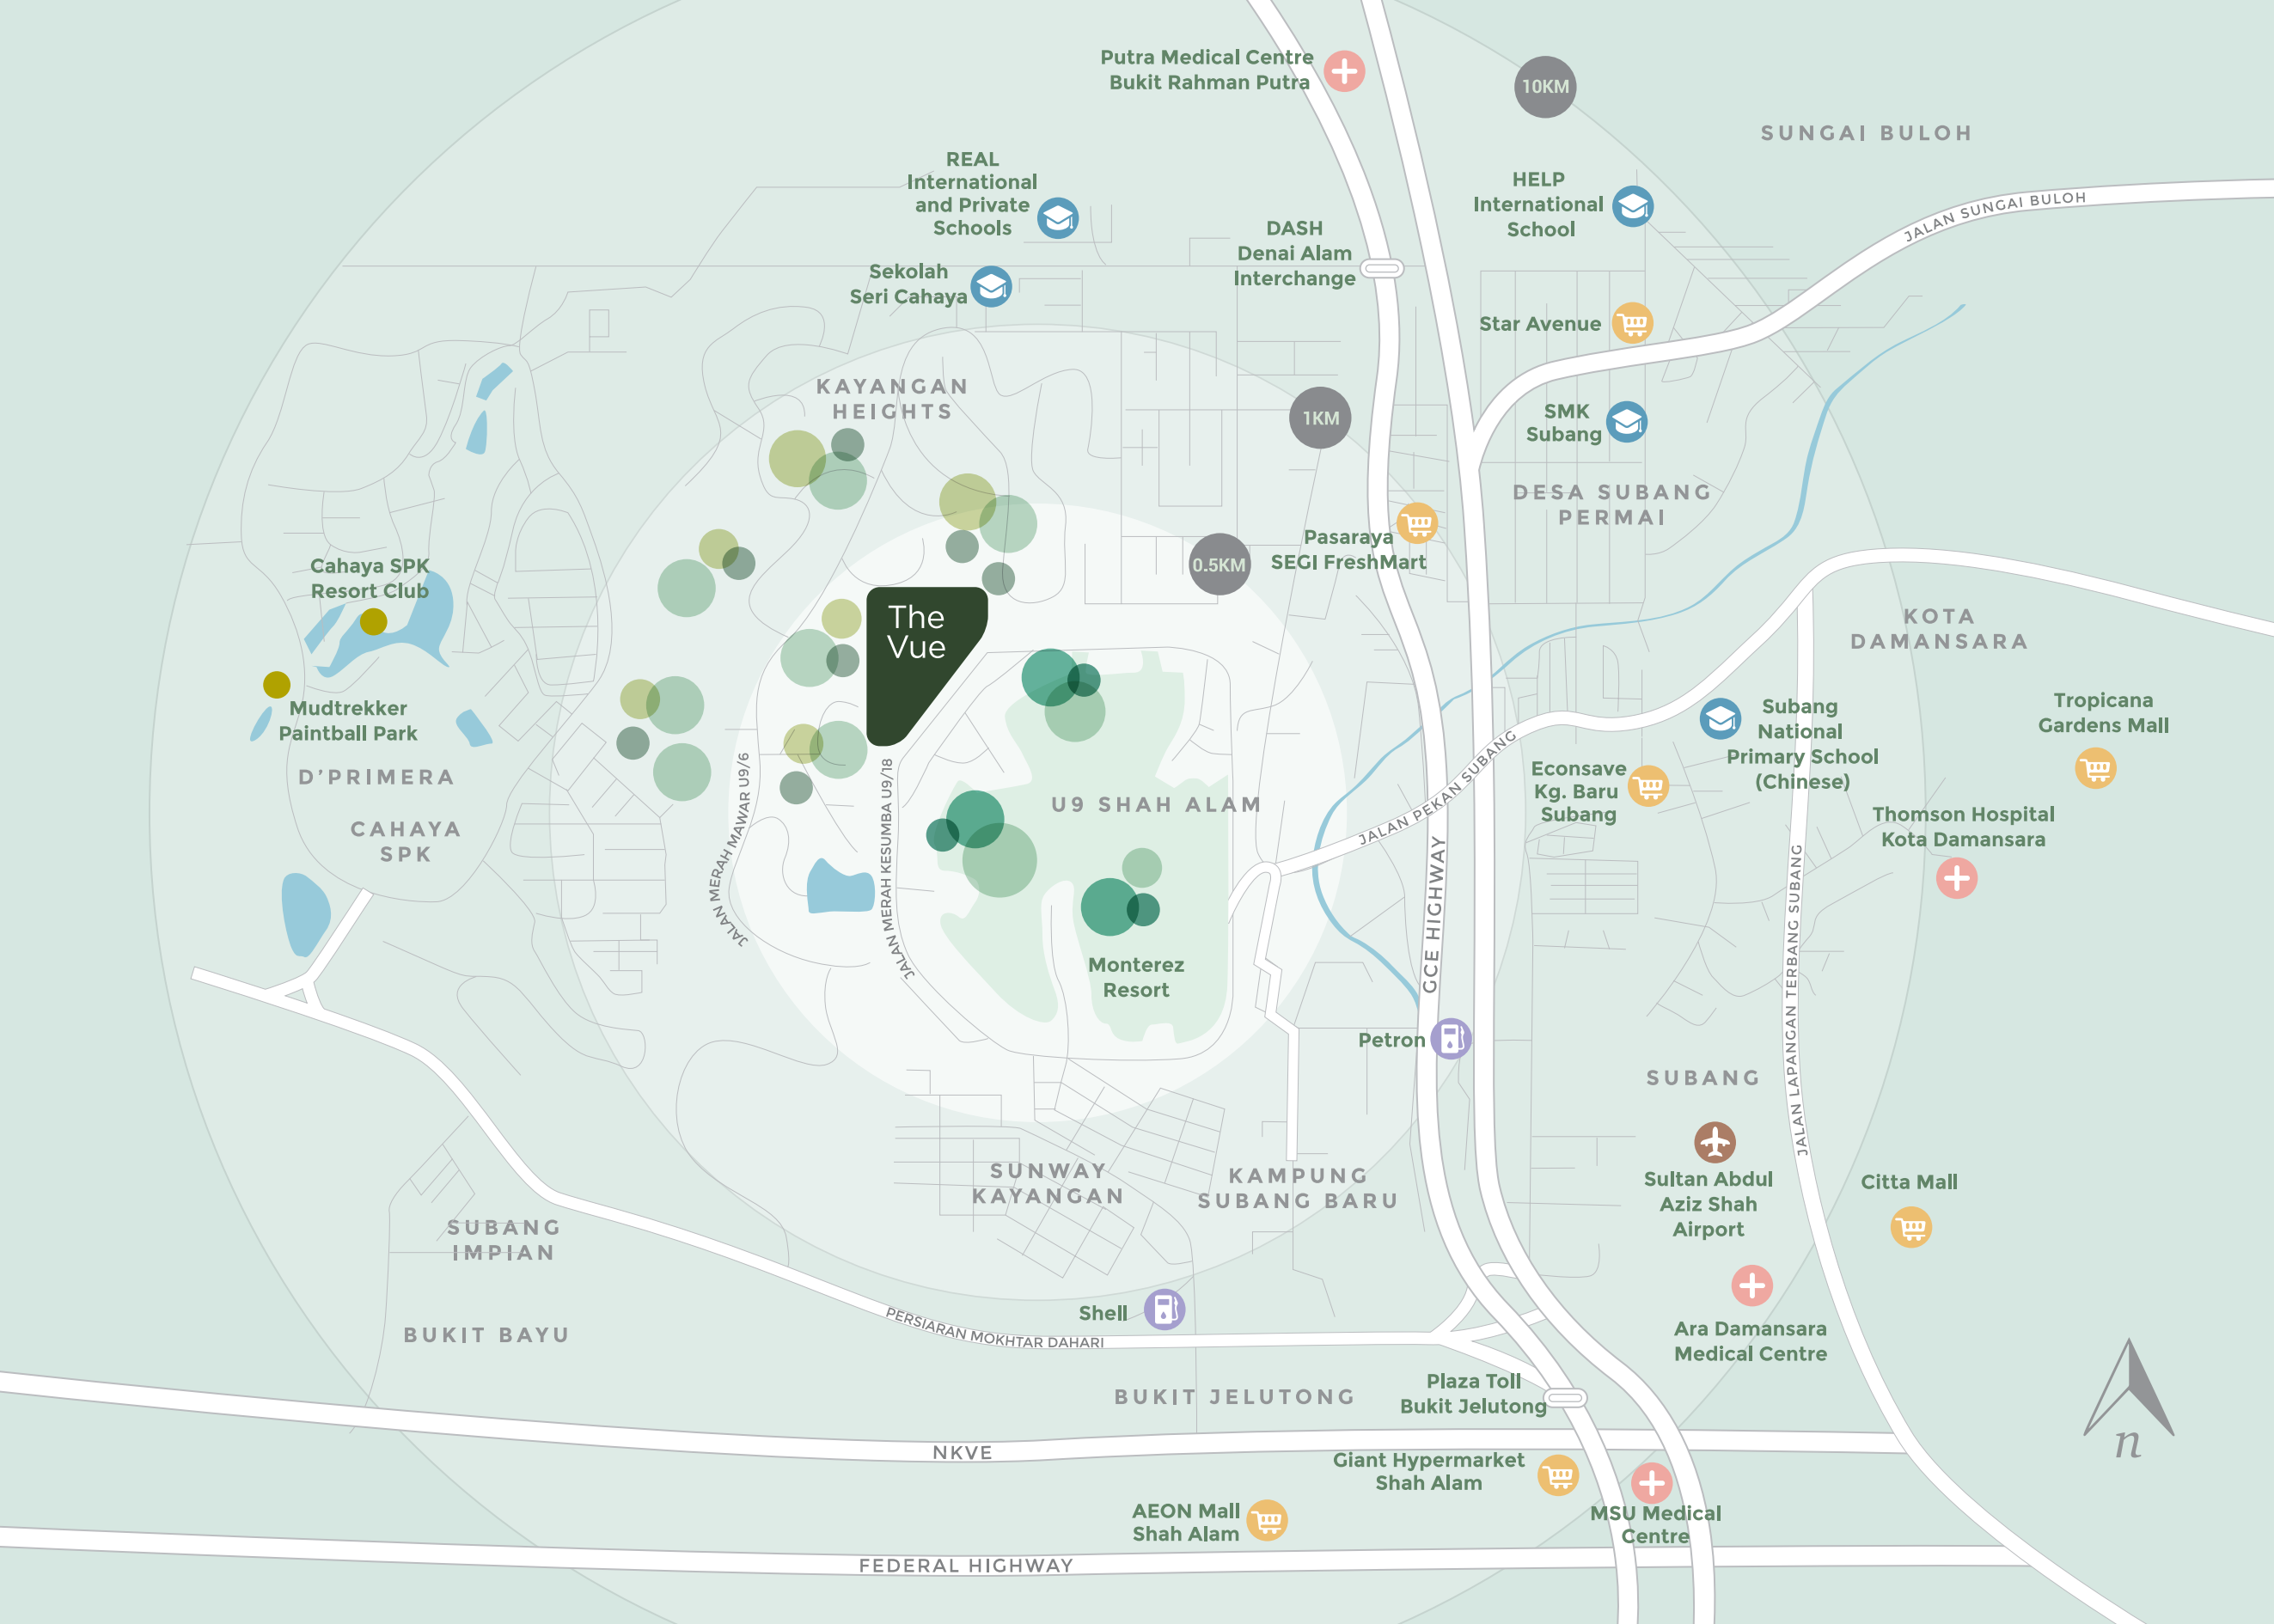 Putra Medical Centre
Bukit Rahman Putra
10KM
SUNGAI BULOH
REAL
International
and Private
Schools
HELP
International
School
JALAN SUNGAI BULOH
DASH
Denai Alam
Interchange
Sekolah
Seri Cahaya
Star Avenue
KAYANGAN
HEIGHTS
1KM
SMK
Subang
DESA SUBANG
PERMAI
Pasaraya
SEGI FreshMart
0.5KM
Cahaya SPK
Resort Club
The
Vue
KOTA
DAMANSARA
Mudtrekker
Paintball Park
Subang
National
Primary School
(Chinese)
Tropicana
Gardens Mall
D'PRIMERA
JALAN MERAH MAWAR U9/6
JALAN MERAH KESUMBA U9/18
U9 SHAH ALAM
JALAN PEKAN SUBANG
Econsave
Kg. Baru
Subang
Thomson Hospital
Kota Damansara
CAHAYA
SPK
GCE HIGHWAY
JALAN LAPANGAN TERBANG SUBANG
Monterez
Resort
Petron
SUBANG
SUNWAY
KAYANGAN
KAMPUNG
SUBANG BARU
Sultan Abdul
Aziz Shah
Airport
Citta Mall
SUBANG
IMPIAN
Shell
PERSIARAN MOKHTAR DAHARI
BUKIT BAYU
Ara Damansara
Medical Centre
BUKIT JELUTONG
Plaza Toll
Bukit Jelutong
NKVE
n
Giant Hypermarket
Shah Alam
AEON Mall
Shah Alam
MSU Medical
Centre
FEDERAL HIGHWAY